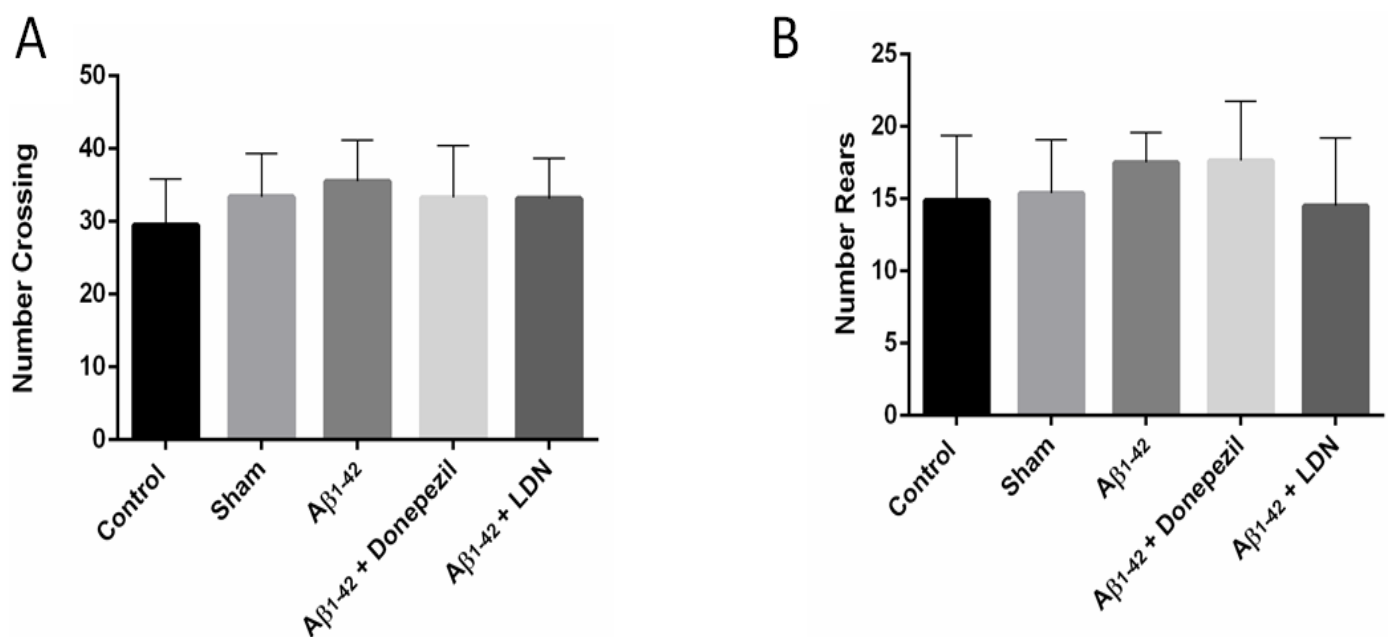 A
Number Crossing
50
40
30
20
10
0
Control
Sham
Aβ1-42
Aβ1-42 + Donepezil
Aβ1-42 + LDN
B
Number Rears
25
20
15
10
5
0
Control
Sham
Aβ1-42
Aβ1-42 + Donepezil
Aβ1-42 + LDN